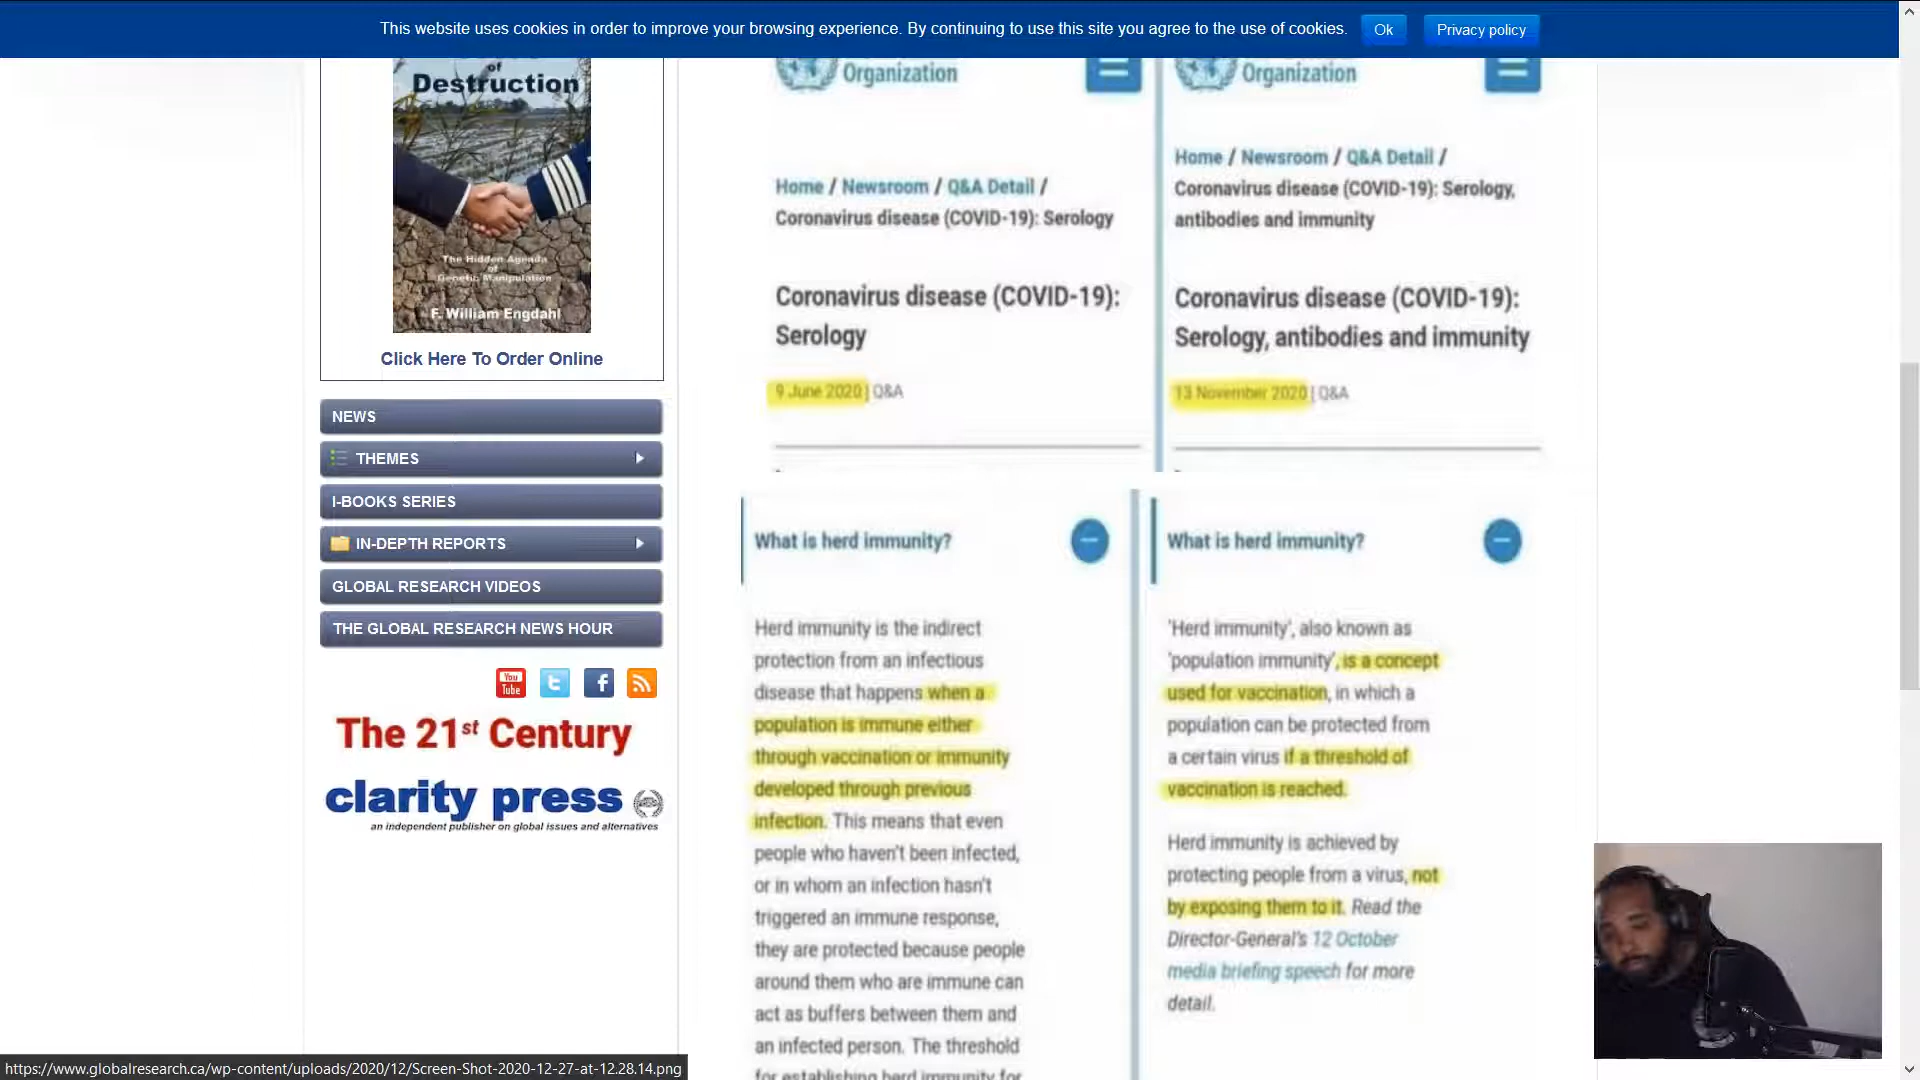 This website uses cookies in order to improve your browsing experience. By continuing to use this site you agree to the use of cookies.
Ok
Privacy policy
of
Destruction
The Hidden Agenda
of
Genetic Manipulation
F. William Engdahl
Click Here To Order Online
NEWS
THEMES
I-BOOKS SERIES
IN-DEPTH REPORTS
GLOBAL RESEARCH VIDEOS
THE GLOBAL RESEARCH NEWS HOUR
You
Tube
The 21st Century
clarity press
an independent publisher on global issues and alternatives
Organization
Home / Newsroom / Q&A Detail /
Coronavirus disease (COVID-19): Serology
Coronavirus disease (COVID-19):
Serology
9 June 2020 | Q&A
Organization
Home / Newsroom / Q&A Detail /
Coronavirus disease (COVID-19): Serology,
antibodies and immunity
Coronavirus disease (COVID-19):
Serology, antibodies and immunity
13 November 2020 | Q&A
What is herd immunity?
Herd immunity is the indirect
protection from an infectious
disease that happens when a
population is immune either
through vaccination or immunity
developed through previous
infection. This means that even
people who haven't been infected,
or in whom an infection hasn't
triggered an immune response,
they are protected because people
around them who are immune can
act as buffers between them and
an infected person. The threshold
for establishing herd immunity for
What is herd immunity?
'Herd immunity', also known as
'population immunity', is a concept
used for vaccination, in which a
population can be protected from
a certain virus if a threshold of
vaccination is reached.
Herd immunity is achieved by
protecting people from a virus, not
by exposing them to it. Read the
Director-General's 12 October
media briefing speech for more
detail.
https://www.globalresearch.ca/wp-content/uploads/2020/12/Screen-Shot-2020-12-27-at-12.28.14.png